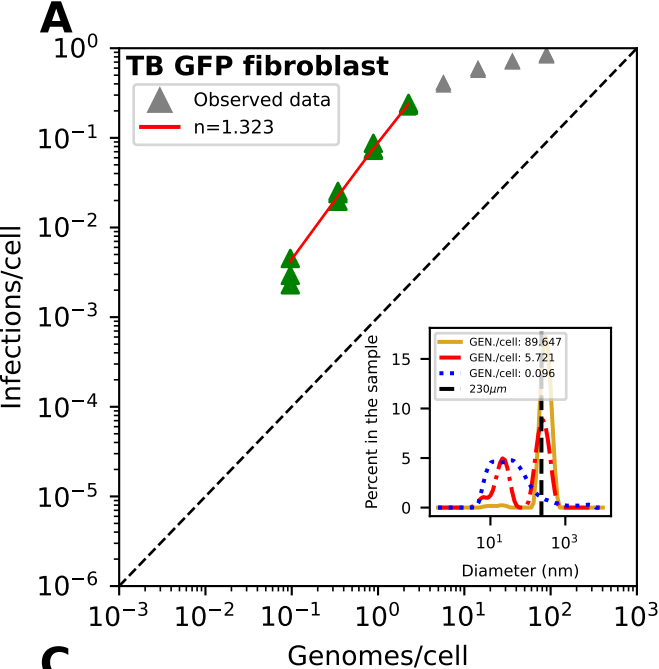 A
TB GFP fibroblast
Observed data
n=1.323
Infections/cell
10^0
10^-1
10^-2
10^-3
10^-4
10^-5
10^-6
10^-3
10^-2
10^-1
10^0
10^1
10^2
10^3
Genomes/cell
Percent in the sample
15
10
5
0
GEN./cell: 89.647
GEN./cell: 5.721
GEN./cell: 0.096
230μm
10^1
10^3
Diameter (nm)
C